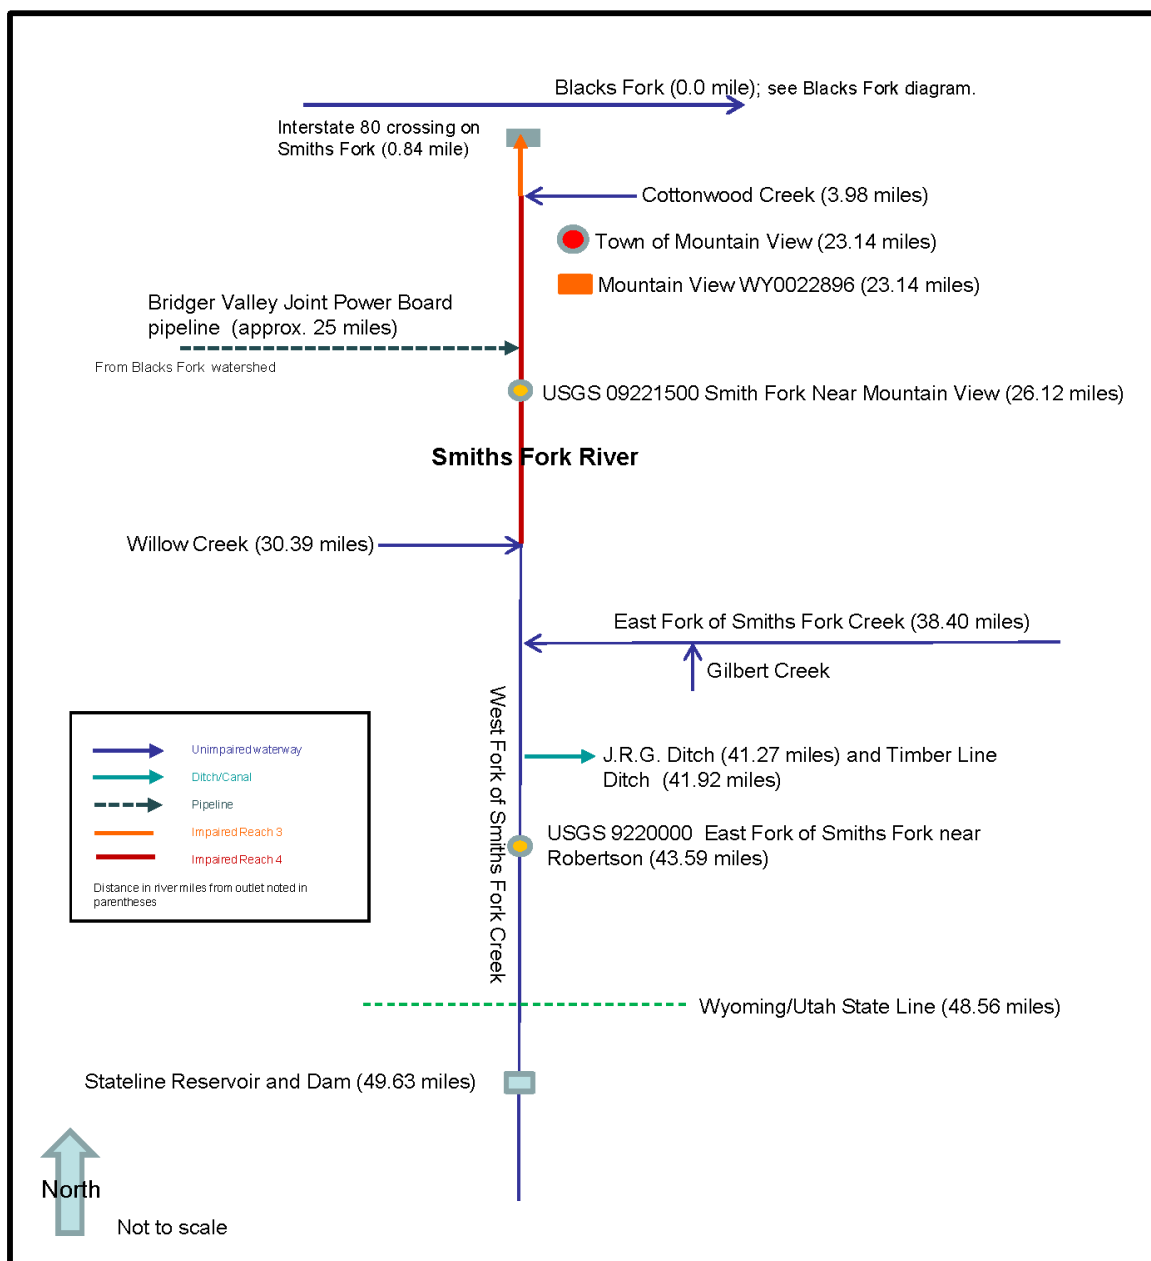 Blacks Fork (0.0 mile); see Blacks Fork diagram.
Interstate 80 crossing on
Smiths Fork (0.84 mile)
Cottonwood Creek (3.98 miles)
Town of Mountain View (23.14 miles)
Mountain View WY0022896 (23.14 miles)
Bridger Valley Joint Power Board
pipeline (approx. 25 miles)
From Blacks Fork watershed
USGS 09221500 Smith Fork Near Mountain View (26.12 miles)
Smiths Fork River
Willow Creek (30.39 miles)
East Fork of Smiths Fork Creek (38.40 miles)
Gilbert Creek
West Fork of Smiths Fork Creek
J.R.G. Ditch (41.27 miles) and Timber Line
Ditch (41.92 miles)
USGS 9220000 East Fork of Smiths Fork near
Robertson (43.59 miles)
Unimpaired waterway
Ditch/Canal
Pipeline
Impaired Reach 3
Impaired Reach 4
Distance in river miles from outlet noted in
parentheses
Wyoming/Utah State Line (48.56 miles)
Stateline Reservoir and Dam (49.63 miles)
North
Not to scale